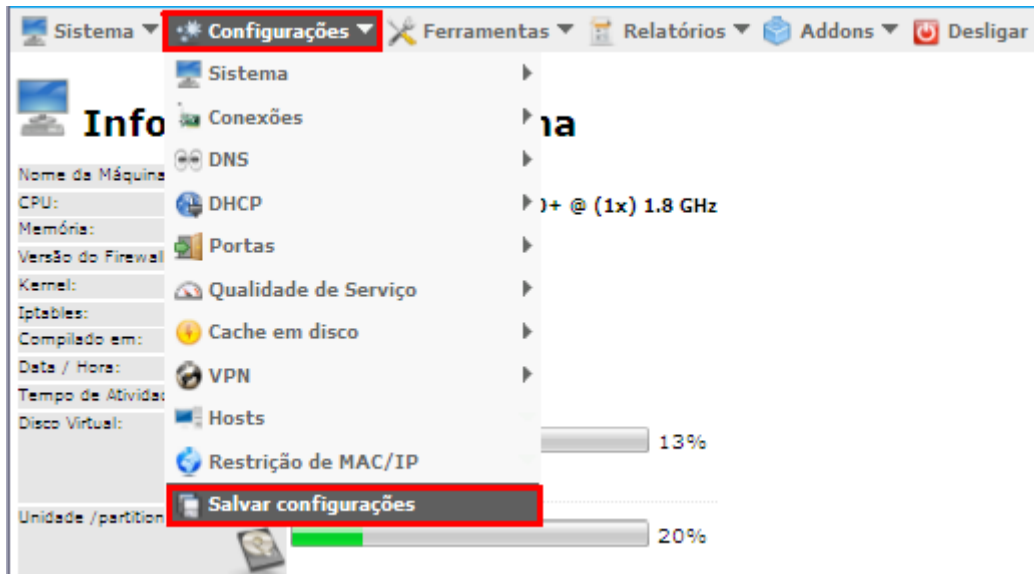 Sistema Configurações Ferramentas Relatórios Addons Desligar
Sistema
Conexões
DNS
DHCP
Portas
Qualidade de Serviço
Cache em disco
VPN
Hosts
Restrição de MAC/IP
Salvar configurações
Info
na
Nome da Máquina
CPU:
0+ @ (1x) 1.8 GHz
Memória:
Versão do Firewal
Kernel:
Iptables:
Compilado em:
Data / Hora:
Tempo de Ativida
Disco Virtual:
13%
Unidade /partition
20%